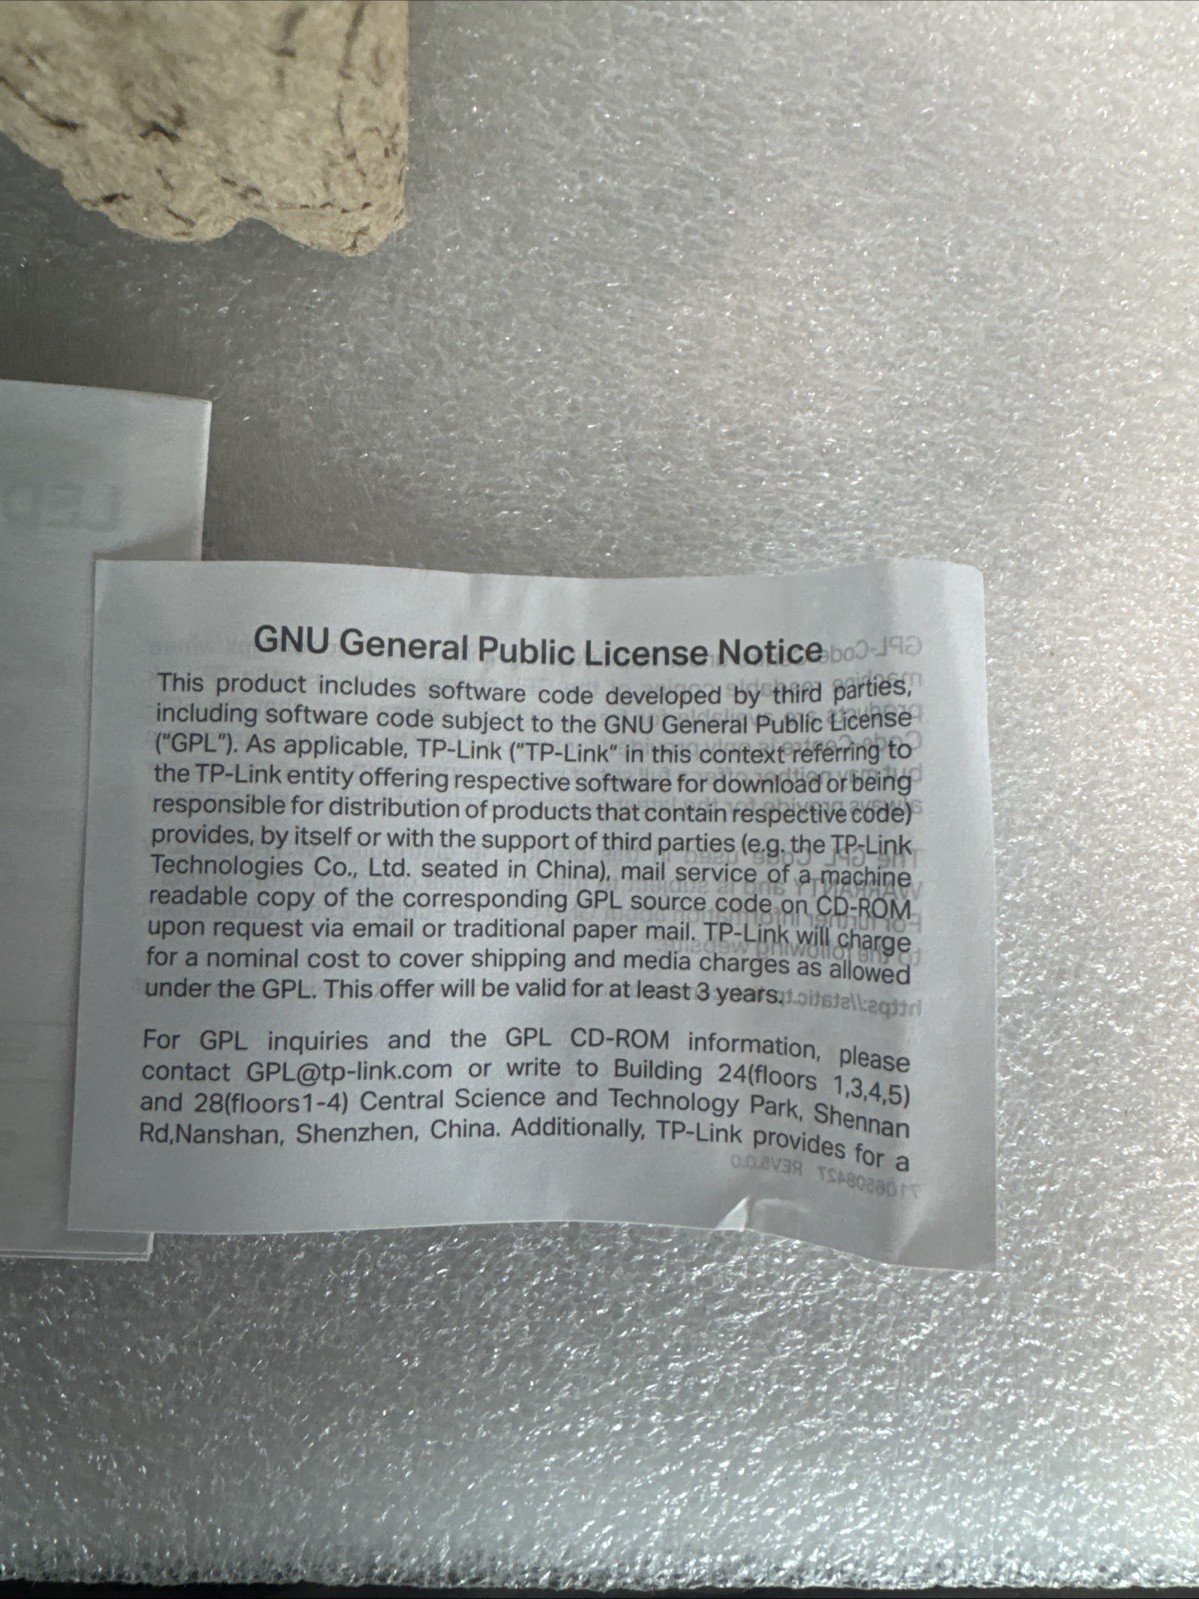 LED
GNU General Public License Notice
This product includes software code developed by third parties,
including software code subject to the GNU General Public License
("GPL"). As applicable, TP-Link ("TP-Link" in this context referring to
the TP-Link entity offering respective software for download or being
responsible for distribution of products that contain respective code)
provides, by itself or with the support of third parties (e.g. the TP-Link
Technologies Co., Ltd. seated in China), mail service of a machine
readable copy of the corresponding GPL source code on CD-ROM
upon request via email or traditional paper mail. TP-Link will charge
for a nominal cost to cover shipping and media charges as allowed
under the GPL. This offer will be valid for at least 3 years.
For GPL inquiries and the GPL CD-ROM information, please
contact GPL@tp-link.com or write to Building 24(floors 1,3,4,5)
and 28(floors1-4) Central Science and Technology Park, Shennan
Rd,Nanshan, Shenzhen, China. Additionally, TP-Link provides for a
7106508427 REV5.0.0